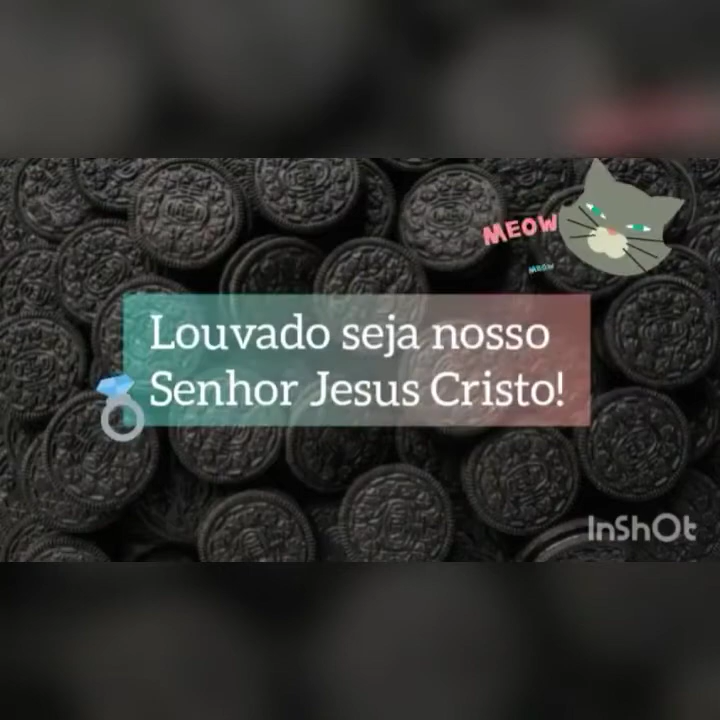 MEOW
MEOW
Louvado seja nosso
Senhor Jesus Cristo!
InShOt